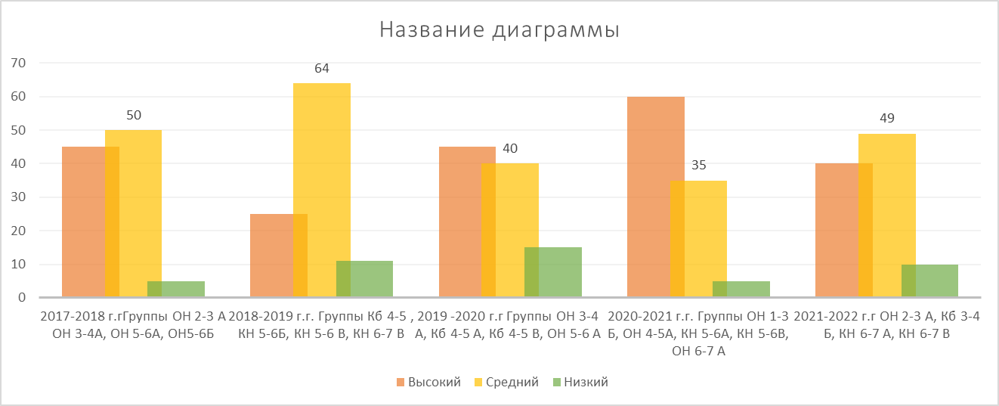 Название диаграммы
70
60
50
40
30
20
10
0
50
64
40
35
49
2017-2018 г.гГруппы ОН 2-3 А
ОН 3-4А, ОН 5-6А, ОН5-6Б
2018-2019 г.г. Группы Кб 4-5 ,
КН 5-6Б, КН 5-6 В, КН 6-7 В
2019 -2020 г.г Группы ОН 3-4
А, Кб 4-5 А, Кб 4-5 В, ОН 5-6 А
2020-2021 г.г. Группы ОН 1-3
Б, ОН 4-5А, КН 5-6А, КН 5-6В,
ОН 6-7 А
2021-2022 г.г ОН 2-3 А, Кб 3-4
Б, КН 6-7 А, КН 6-7 В
Высокий
Средний
Низкий